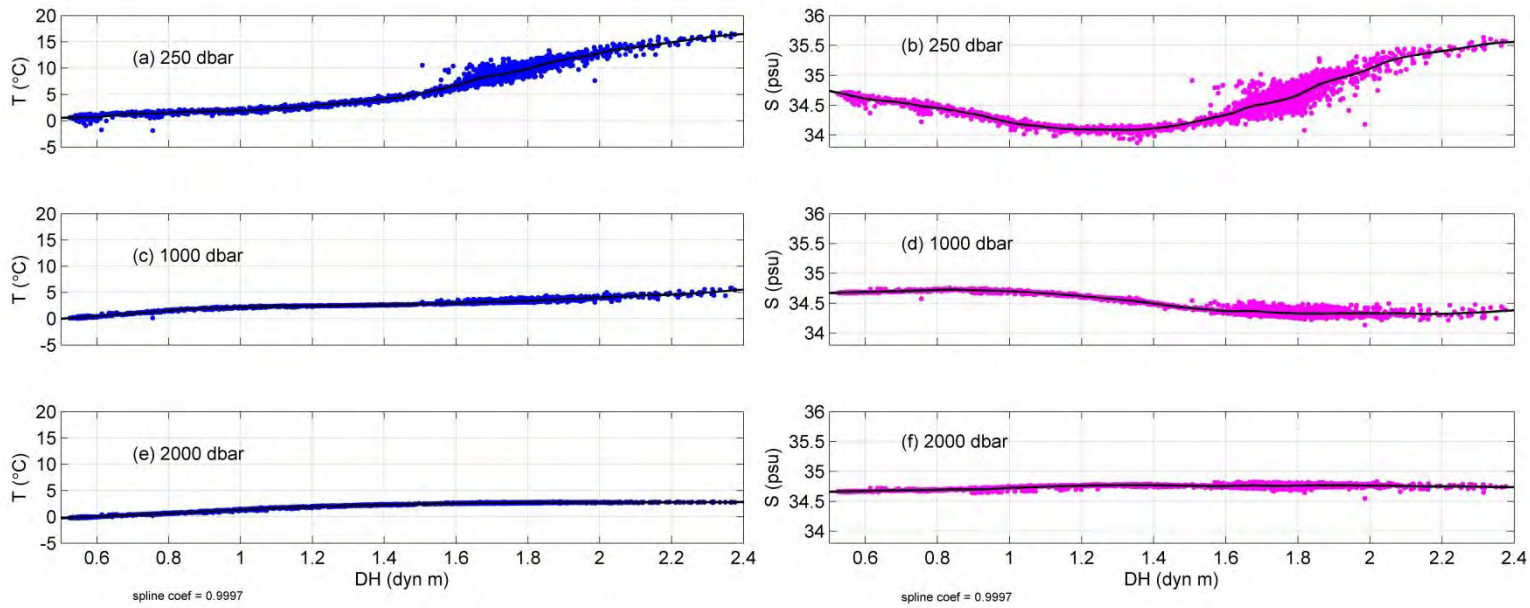 20
15
10
5
0
-5
T (°C)
(a) 250 dbar
36
35.5
35
34.5
34
S (psu)
(b) 250 dbar
20
15
10
5
0
-5
T (°C)
(c) 1000 dbar
36
35.5
35
34.5
34
S (psu)
(d) 1000 dbar
20
15
10
5
0
-5
T (°C)
(e) 2000 dbar
0.6 0.8 1 1.2 1.4 1.6 1.8 2 2.2 2.4
DH (dyn m)
spline coef = 0.9997
36
35.5
35
34.5
34
S (psu)
(f) 2000 dbar
0.6 0.8 1 1.2 1.4 1.6 1.8 2 2.2 2.4
DH (dyn m)
spline coef = 0.9997